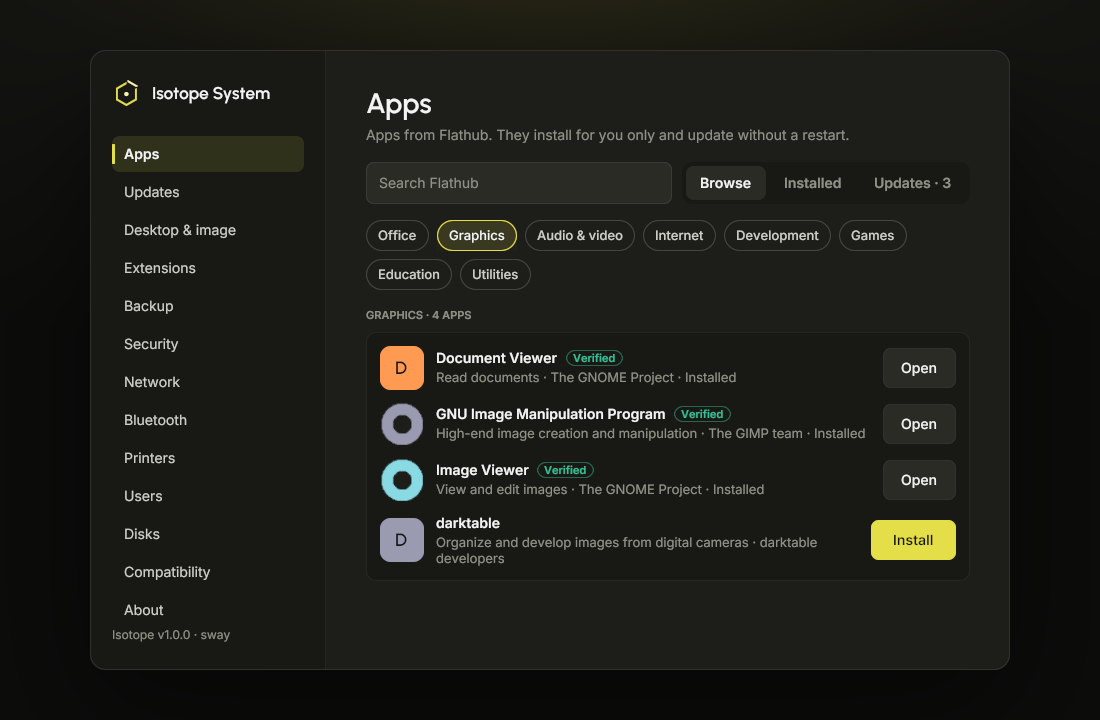 Isotope System
Apps
Updates
Desktop & image
Extensions
Backup
Security
Network
Bluetooth
Printers
Users
Disks
Compatibility
About
Isotope v1.0.0 · sway
Apps
Apps from Flathub. They install for you only and update without a restart.
Search Flathub
Browse
Installed
Updates · 3
Office
Graphics
Audio & video
Internet
Development
Games
Education
Utilities
GRAPHICS · 4 APPS
D
Document Viewer Verified
Read documents · The GNOME Project · Installed
Open
GNU Image Manipulation Program Verified
High-end image creation and manipulation · The GIMP team · Installed
Open
Image Viewer Verified
View and edit images · The GNOME Project · Installed
Open
D
darktable
Organize and develop images from digital cameras · darktable
developers
Install